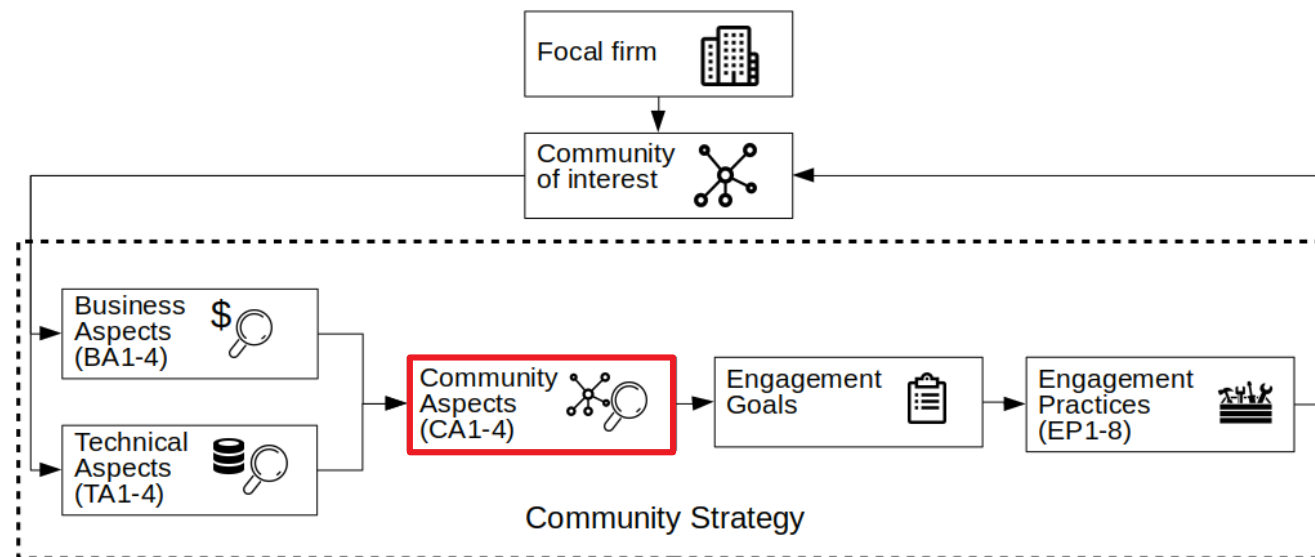 Focal firm
Community
of interest
Business
Aspects
(BA1-4)
$
Technical
Aspects
(TA1-4)
Community
Aspects
(CA1-4)
Engagement
Goals
Engagement
Practices
(EP1-8)
Community Strategy